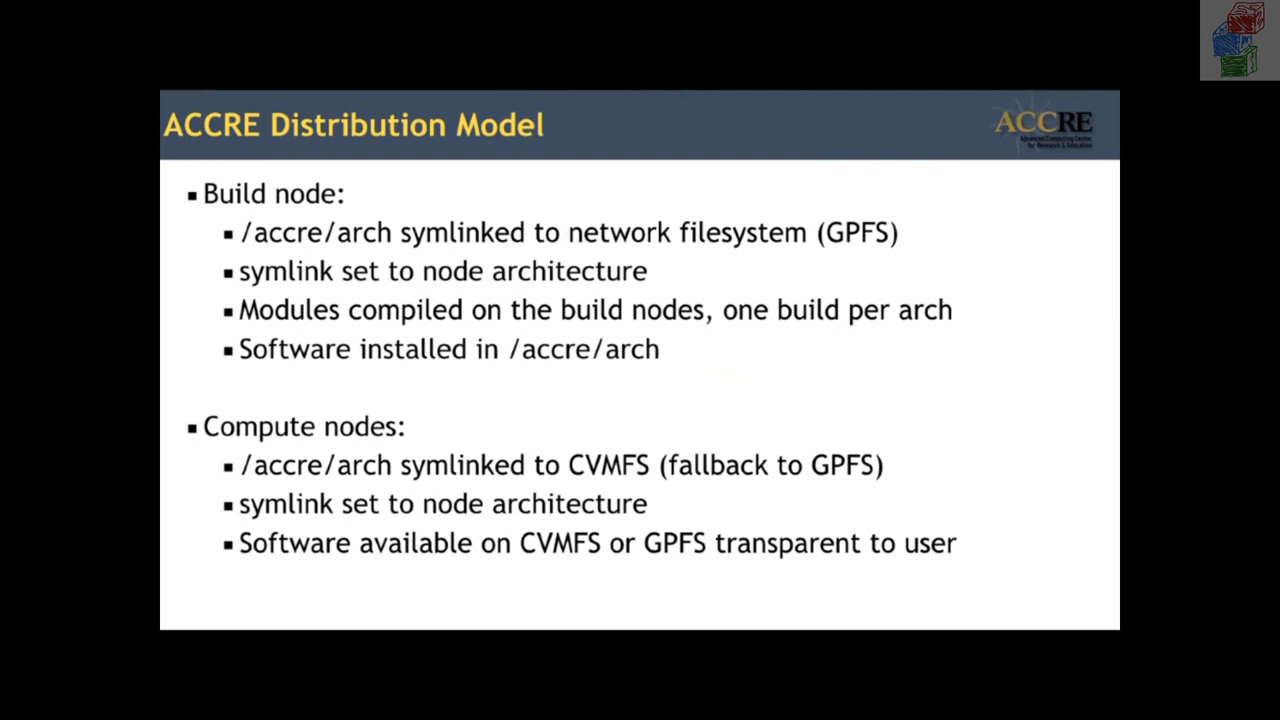 ACCRE Distribution Model
ACCRE
Advanced Computing Center
for Research & Education
▪ Build node:
▪ /accre/arch symlinked to network filesystem (GPFS)
▪ symlink set to node architecture
▪ Modules compiled on the build nodes, one build per arch
▪ Software installed in /accre/arch
▪ Compute nodes:
▪ /accre/arch symlinked to CVMFS (fallback to GPFS)
▪ symlink set to node architecture
▪ Software available on CVMFS or GPFS transparent to user